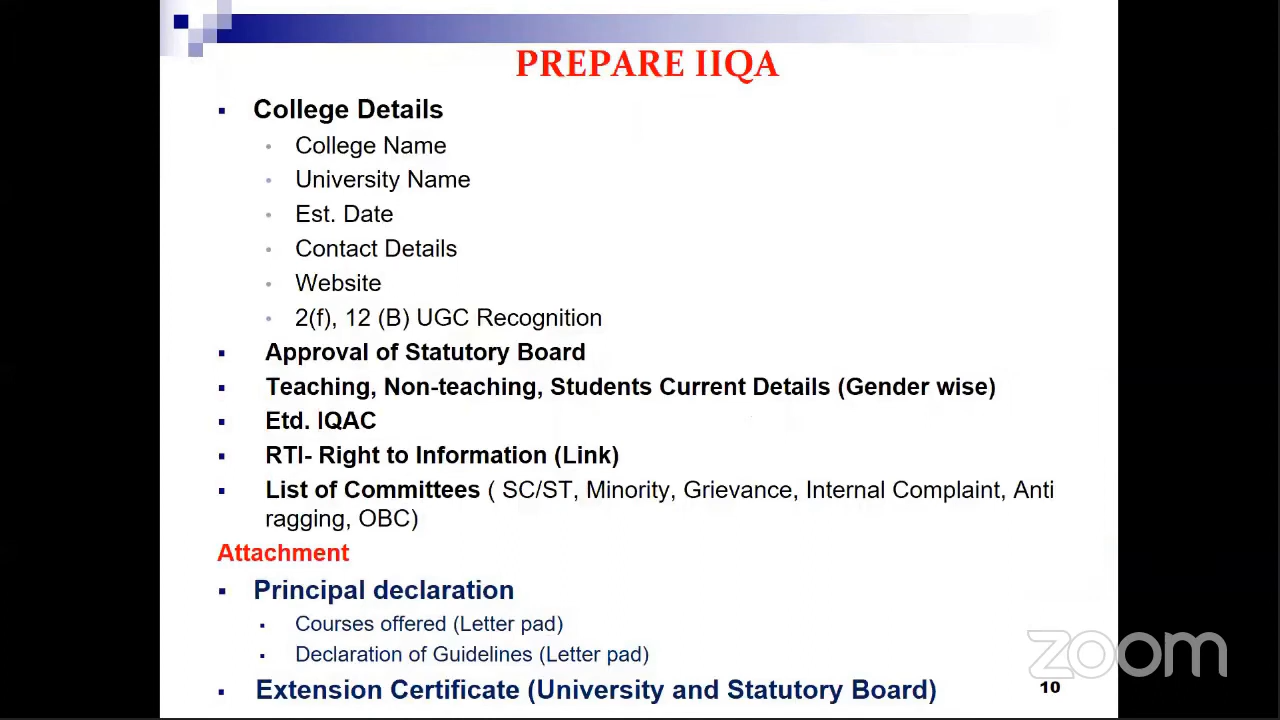 PREPARE IIQA
▪ College Details
• College Name
• University Name
• Est. Date
• Contact Details
• Website
• 2(f), 12 (B) UGC Recognition
▪ Approval of Statutory Board
▪ Teaching, Non-teaching, Students Current Details (Gender wise)
▪ Etd. IQAC
▪ RTI- Right to Information (Link)
▪ List of Committees ( SC/ST, Minority, Grievance, Internal Complaint, Anti
ragging, OBC)
Attachment
▪ Principal declaration
▪ Courses offered (Letter pad)
▪ Declaration of Guidelines (Letter pad)
▪ Extension Certificate (University and Statutory Board)
zoom
10